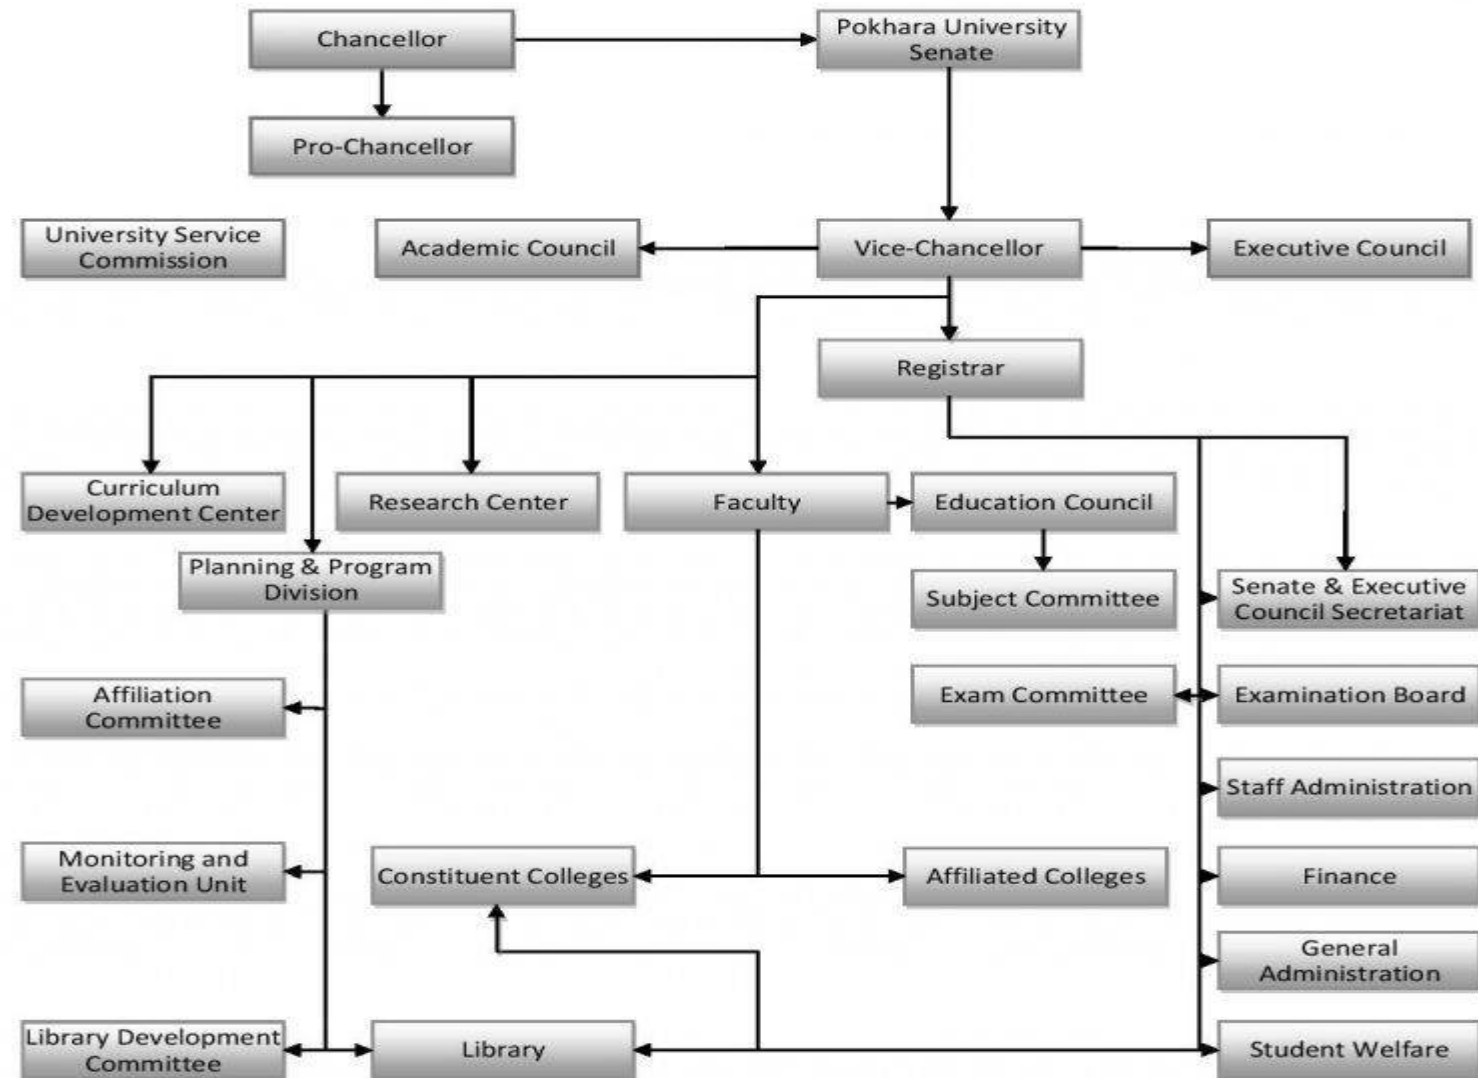 Chancellor
Pokhara University
Senate
Pro-Chancellor
University Service
Commission
Academic Council
Vice-Chancellor
Executive Council
Registrar
Curriculum
Development Center
Research Center
Faculty
Education Council
Planning & Program
Division
Subject Committee
Senate & Executive
Council Secretariat
Affiliation
Committee
Exam Committee
Examination Board
Staff Administration
Monitoring and
Evaluation Unit
Constituent Colleges
Affiliated Colleges
Finance
General
Administration
Library Development
Committee
Library
Student Welfare